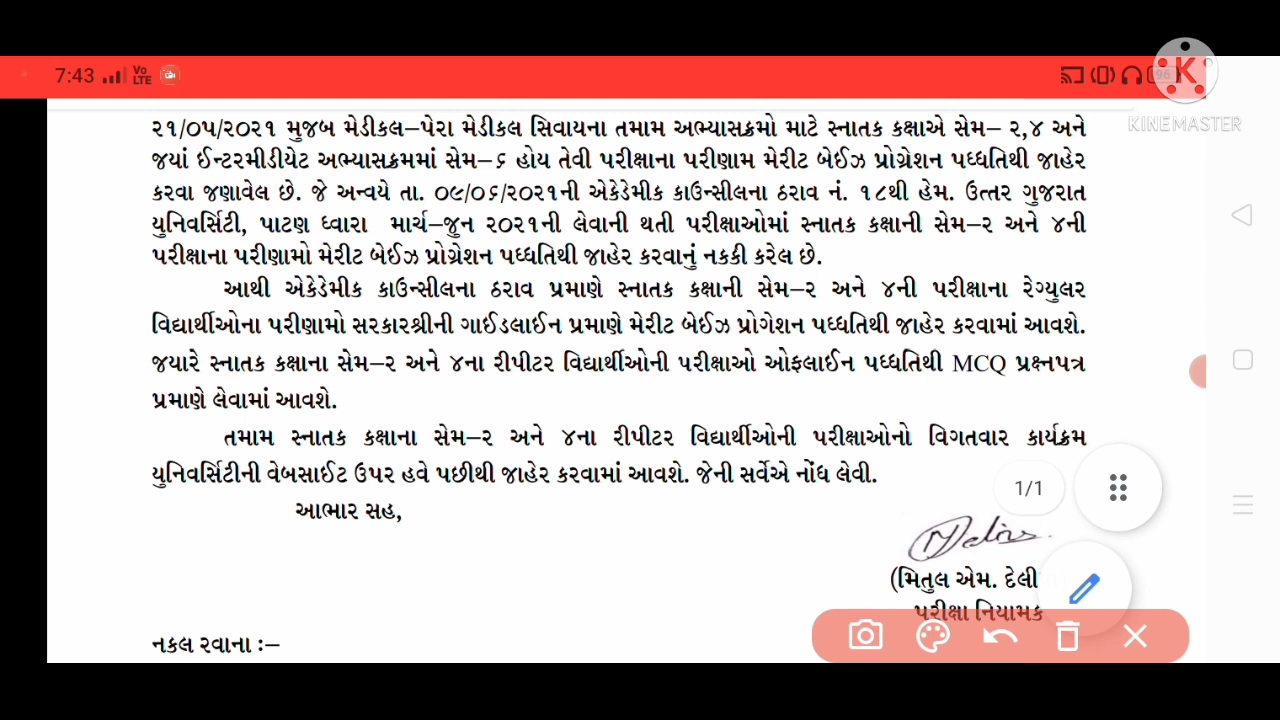 7:43 Vo LTE 96
KINEMASTER
૨૧/૦૫/૨૦૨૧ મુજબ મેડીકલ–પેરા મેડીકલ સિવાયના તમામ અભ્યાસક્રમો માટે સ્નાતક કક્ષાએ સેમ– ૨,૪ અને
જયાં ઈન્ટરમીડીયેટ અભ્યાસક્રમમાં સેમ–૬ હોય તેવી પરીક્ષાના પરીણામ મેરીટ બેઈઝ પ્રોગ્રેશન પધ્ધતિથી જાહેર
કરવા જણાવેલ છે. જે અન્વયે તા. ૦૯/૦૬/૨૦૨૧ની એકેડેમીક કાઉન્સીલના ઠરાવ નં. ૧૮થી હેમ. ઉત્તર ગુજરાત
યુનિવર્સિટી, પાટણ ધ્વારા માર્ચ–જુન ૨૦૨૧ની લેવાની થતી પરીક્ષાઓમાં સ્નાતક કક્ષાની સેમ–૨ અને ૪ની
પરીક્ષાના પરીણામો મેરીટ બેઈઝ પ્રોગ્રેશન પધ્ધતિથી જાહેર કરવાનું નકકી કરેલ છે.
આથી એકેડેમીક કાઉન્સીલના ઠરાવ પ્રમાણે સ્નાતક કક્ષાની સેમ–૨ અને ૪ની પરીક્ષાના રેગ્યુલર
વિદ્યાર્થીઓના પરીણામો સરકારશ્રીની ગાઈડલાઈન પ્રમાણે મેરીટ બેઈઝ પ્રોગેશન પધ્ધતિથી જાહેર કરવામાં આવશે.
જયારે સ્નાતક કક્ષાના સેમ–૨ અને ૪ના રીપીટર વિદ્યાર્થીઓની પરીક્ષાઓ ઓફલાઈન પધ્ધતિથી MCQ પ્રશ્નપત્ર
પ્રમાણે લેવામાં આવશે.
તમામ સ્નાતક કક્ષાના સેમ–૨ અને ૪ના રીપીટર વિદ્યાર્થીઓની પરીક્ષાઓનો વિગતવાર કાર્યક્રમ
યુનિવર્સિટીની વેબસાઈટ ઉપર હવે પછીથી જાહેર કરવામાં આવશે. જેની સર્વેએ નોંધ લેવી.
1/1
આભાર સહ,
(મિતુલ એમ. દેલી
પરીક્ષા નિયામક
નકલ રવાના :–